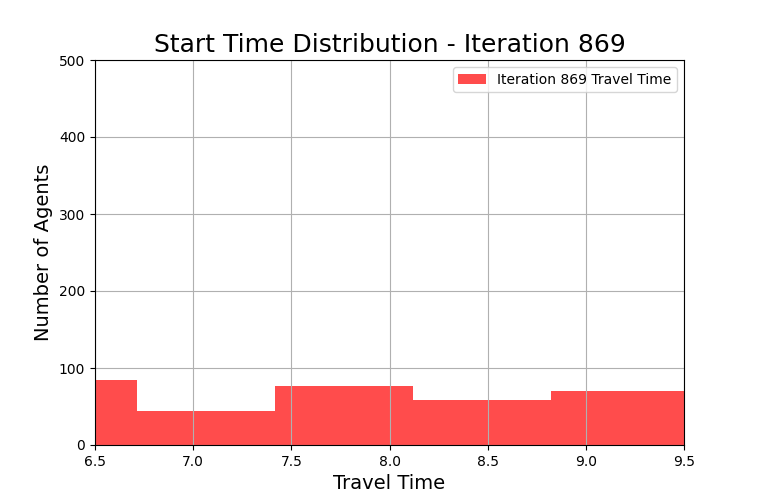 Start Time Distribution - Iteration 869
Iteration 869 Travel Time
Number of Agents
500
400
300
200
100
0
6.5 7.0 7.5 8.0 8.5 9.0 9.5
Travel Time